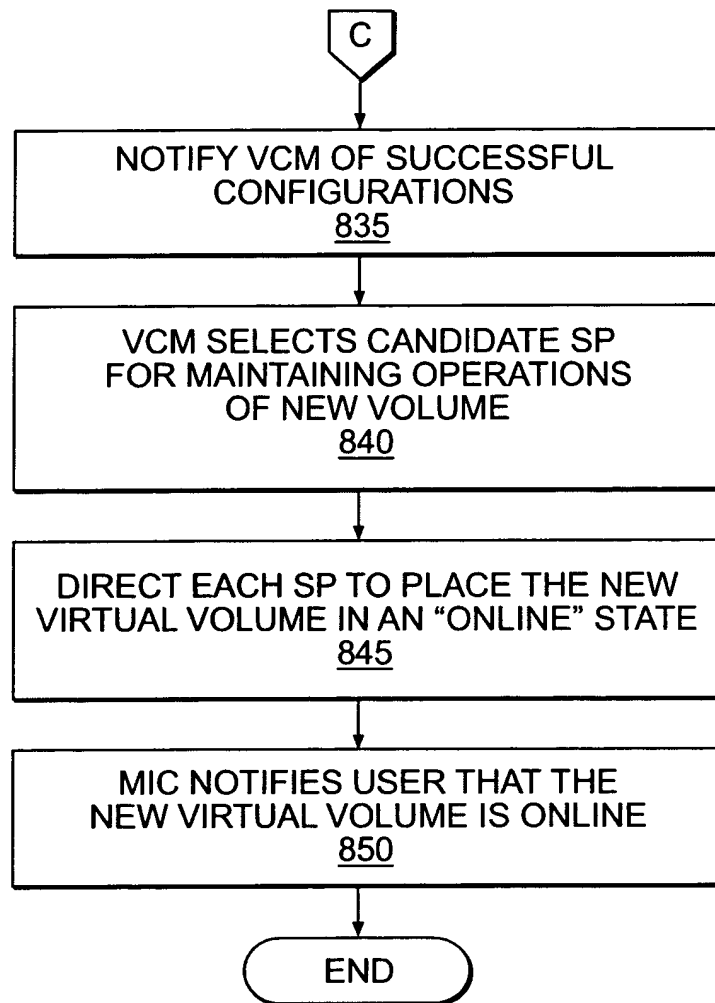 C
NOTIFY VCM OF SUCCESSFUL
CONFIGURATIONS
835
VCM SELECTS CANDIDATE SP
FOR MAINTAINING OPERATIONS
OF NEW VOLUME
840
DIRECT EACH SP TO PLACE THE NEW
VIRTUAL VOLUME IN AN “ONLINE” STATE
845
MIC NOTIFIES USER THAT THE
NEW VIRTUAL VOLUME IS ONLINE
850
END